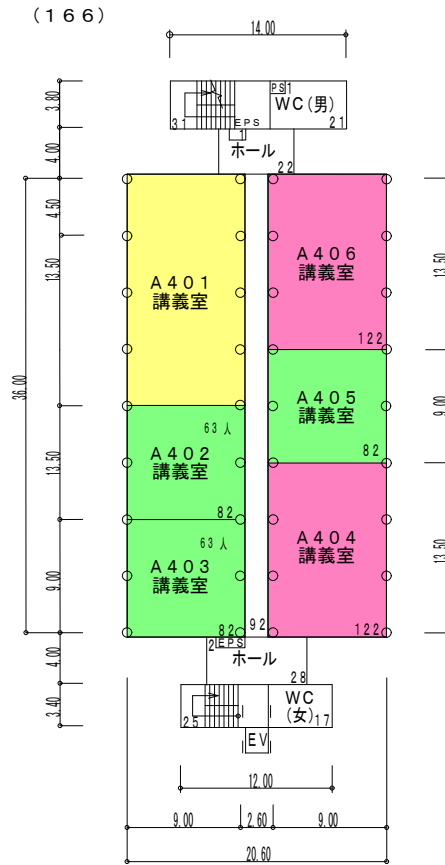 (166)
14.00
PS 1
WC(男)
3.80
31
EPS
21
1
ホール
4.00
22
4.50
A401
講義室
A406
講義室
13.50
13.50
122
36.00
A405
講義室
9.00
63人
A402
講義室
82
13.50
82
63人
A403
講義室
A404
講義室
13.50
9.00
82
92
122
2
EPS
ホール
4.00
28
WC
(女)
25
17
3.40
EV
12.00
9.00
2.60
9.00
20.60